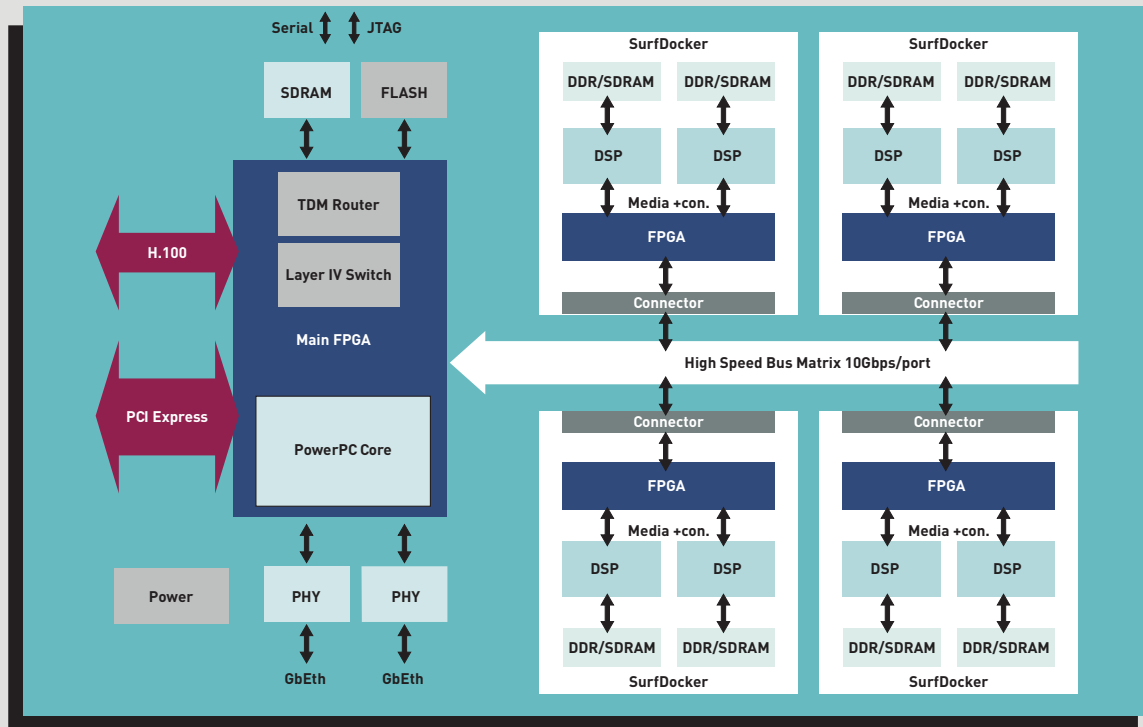 Serial
JTAG
SDRAM
FLASH
TDM Router
Layer IV Switch
Main FPGA
PowerPC Core
H.100
PCI Express
Power
PHY
PHY
GbEth
GbEth
SurfDocker
DDR/SDRAM
DDR/SDRAM
DSP
DSP
Media +con.
FPGA
Connector
SurfDocker
DDR/SDRAM
DDR/SDRAM
DSP
DSP
Media +con.
FPGA
Connector
High Speed Bus Matrix 10Gbps/port
Connector
FPGA
Media +con.
DSP
DSP
DDR/SDRAM
DDR/SDRAM
SurfDocker
Connector
FPGA
Media +con.
DSP
DSP
DDR/SDRAM
DDR/SDRAM
SurfDocker